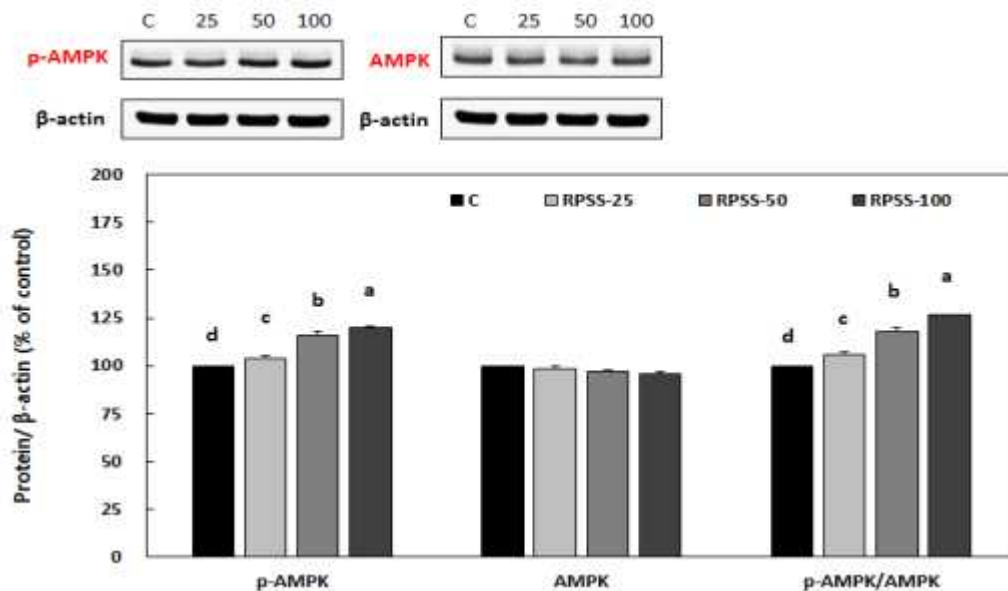 C 25 50 100 C 25 50 100
p-AMPK AMPK
β-actin β-actin
200
C RPSS-25 RPSS-50 RPSS-100
175
150
125
100
75
50
25
0
Protein/ β-actin (% of control)
d c b a d c b a
p-AMPK AMPK p-AMPK/AMPK